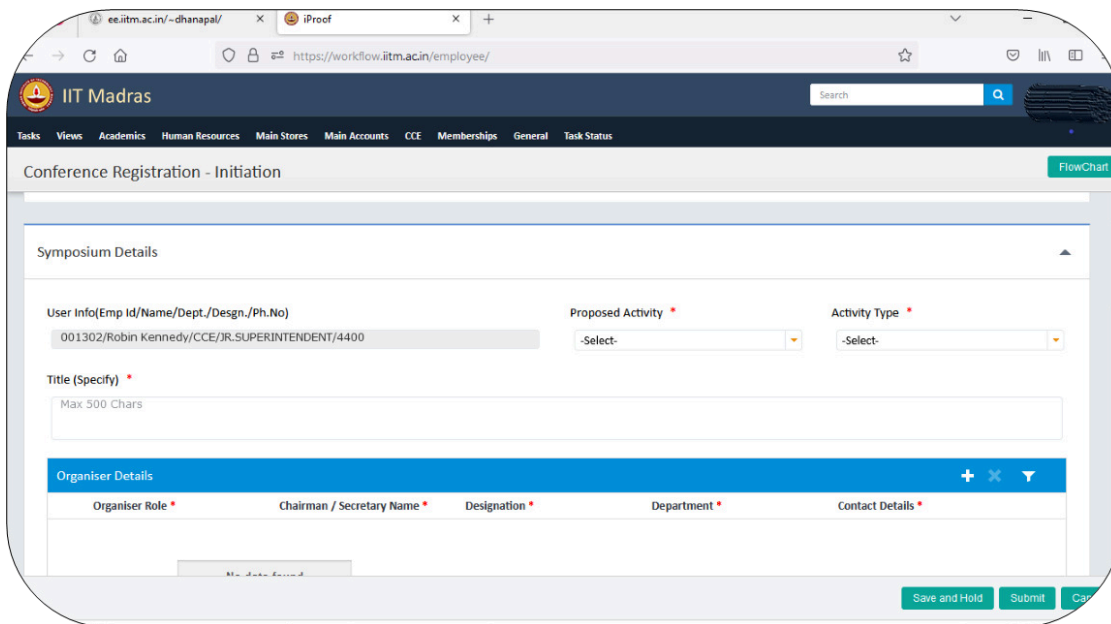 ee.iitm.ac.in/~dhanapal/ iProof
https://workflow.iitm.ac.in/employee/
IIT Madras Search
Tasks Views Academics Human Resources Main Stores Main Accounts CCE Memberships General Task Status
Conference Registration - Initiation FlowChart
Symposium Details
User Info(Emp Id/Name/Dept./Desgn./Ph.No) Proposed Activity * Activity Type *
001302/Robin Kennedy/CCE/JR.SUPERINTENDENT/4400 -Select- -Select-
Title (Specify) *
Max 500 Chars
Organiser Details
Organiser Role * Chairman / Secretary Name * Designation * Department * Contact Details *
No data found
Save and Hold Submit